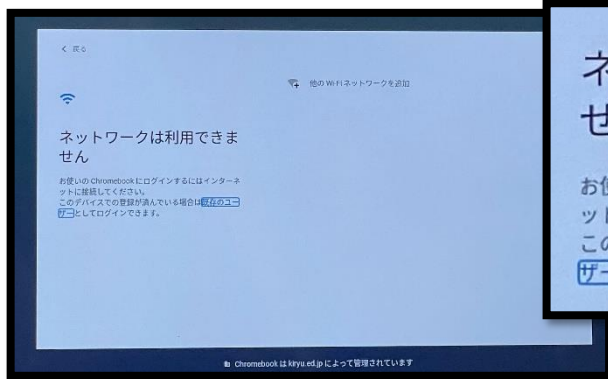 戻る
他の Wi-Fi ネットワークを追加
ネットワークは利用できま
せん
お使いの Chromebook にログインするにはインターネ
ットに接続してください。
このデバイスでの登録が済んでいる場合は既存のユー
ザーとしてログインできます。
Chromebook は kiryu.ed.jp によって管理されています
ネ
せ
お使
ット
この
ザー